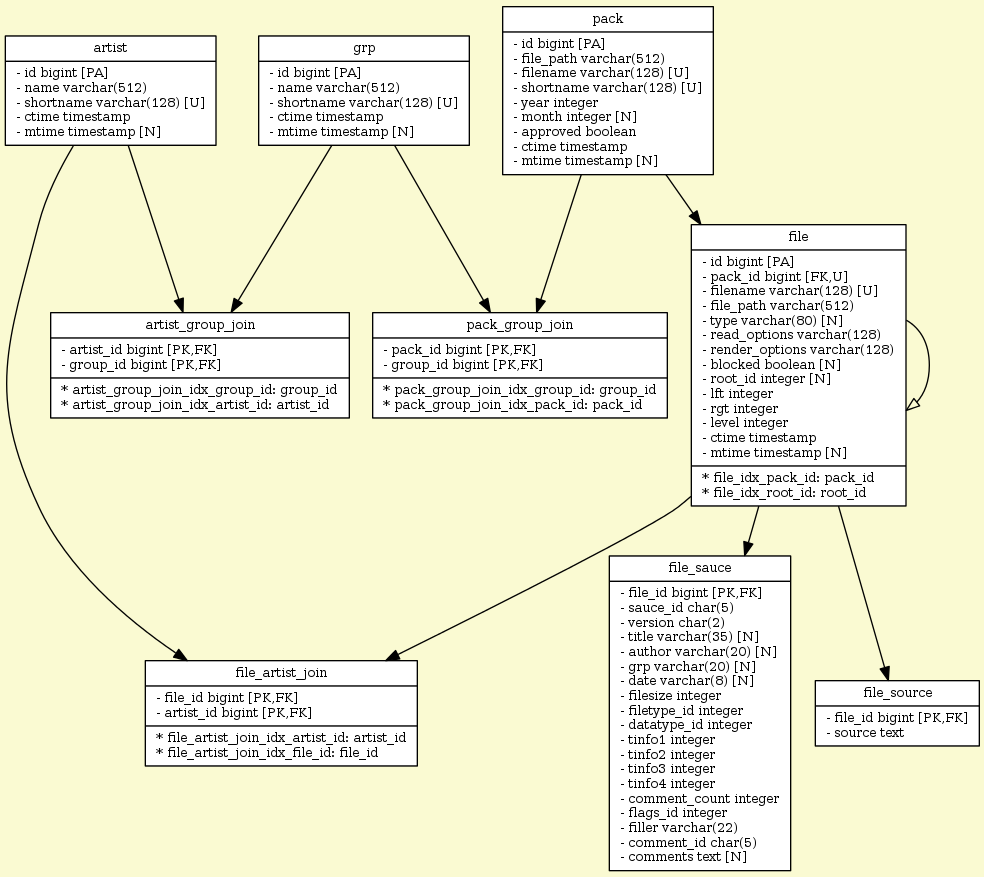 artist
- id bigint [PA]
- name varchar(512)
- shortname varchar(128) [U]
- ctime timestamp
- mtime timestamp [N]
grp
- id bigint [PA]
- name varchar(512)
- shortname varchar(128) [U]
- ctime timestamp
- mtime timestamp [N]
pack
- id bigint [PA]
- file_path varchar(512)
- filename varchar(128) [U]
- shortname varchar(128) [U]
- year integer
- month integer [N]
- approved boolean
- ctime timestamp
- mtime timestamp [N]
file
- id bigint [PA]
- pack_id bigint [FK,U]
- filename varchar(128) [U]
- file_path varchar(512)
- type varchar(80) [N]
- read_options varchar(128)
- render_options varchar(128)
- blocked boolean [N]
- root_id integer [N]
- lft integer
- rgt integer
- level integer
- ctime timestamp
- mtime timestamp [N]
* file_idx_pack_id: pack_id
* file_idx_root_id: root_id
artist_group_join
- artist_id bigint [PK,FK]
- group_id bigint [PK,FK]
* artist_group_join_idx_group_id: group_id
* artist_group_join_idx_artist_id: artist_id
pack_group_join
- pack_id bigint [PK,FK]
- group_id bigint [PK,FK]
* pack_group_join_idx_group_id: group_id
* pack_group_join_idx_pack_id: pack_id
file_artist_join
- file_id bigint [PK,FK]
- artist_id bigint [PK,FK]
* file_artist_join_idx_artist_id: artist_id
* file_artist_join_idx_file_id: file_id
file_sauce
- file_id bigint [PK,FK]
- sauce_id char(5)
- version char(2)
- title varchar(35) [N]
- author varchar(20) [N]
- grp varchar(20) [N]
- date varchar(8) [N]
- filesize integer
- filetype_id integer
- datatype_id integer
- tinfo1 integer
- tinfo2 integer
- tinfo3 integer
- tinfo4 integer
- comment_count integer
- flags_id integer
- filler varchar(22)
- comment_id char(5)
- comments text [N]
file_source
- file_id bigint [PK,FK]
- source text